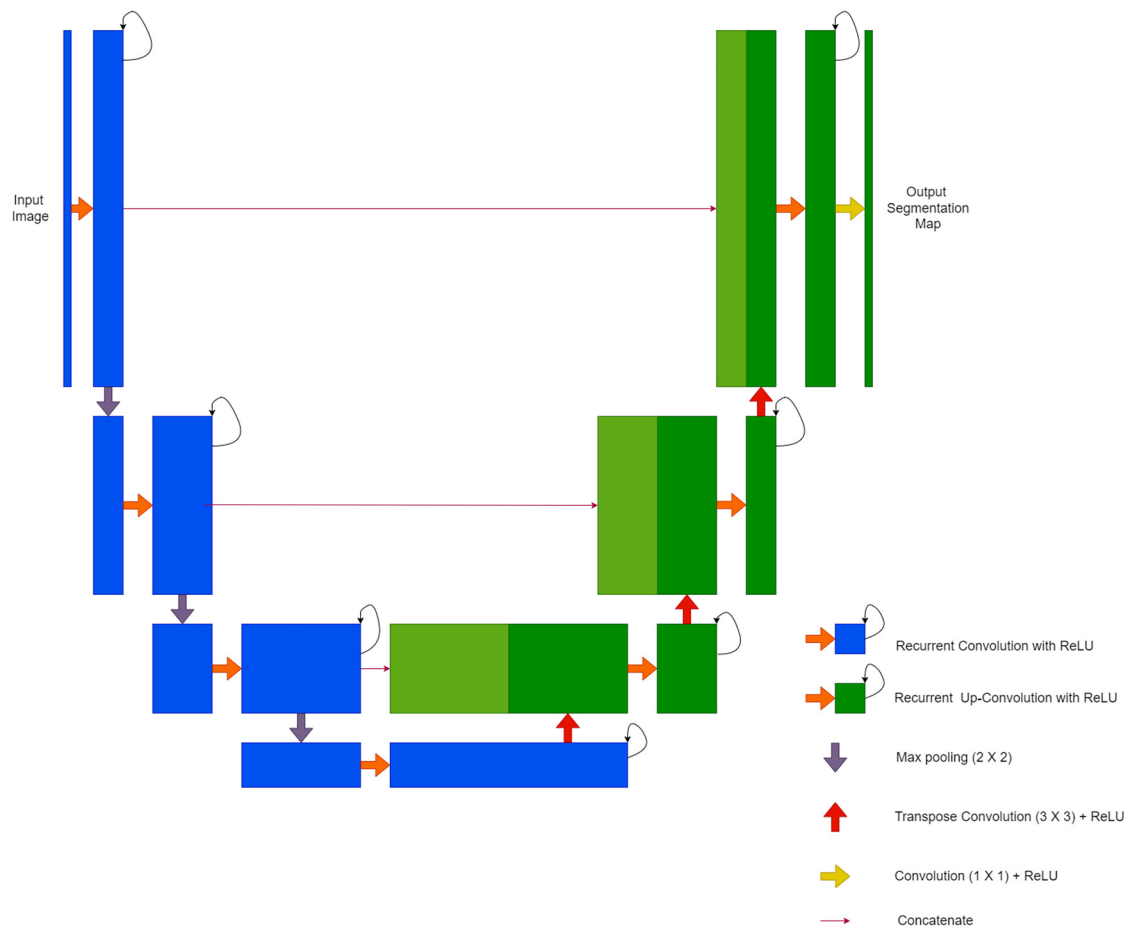 Input
Image
Output
Segmentation
Map
Recurrent Convolution with ReLU
Recurrent Up-Convolution with ReLU
Max pooling (2 X 2)
Transpose Convolution (3 X 3) + ReLU
Convolution (1 X 1) + ReLU
Concatenate